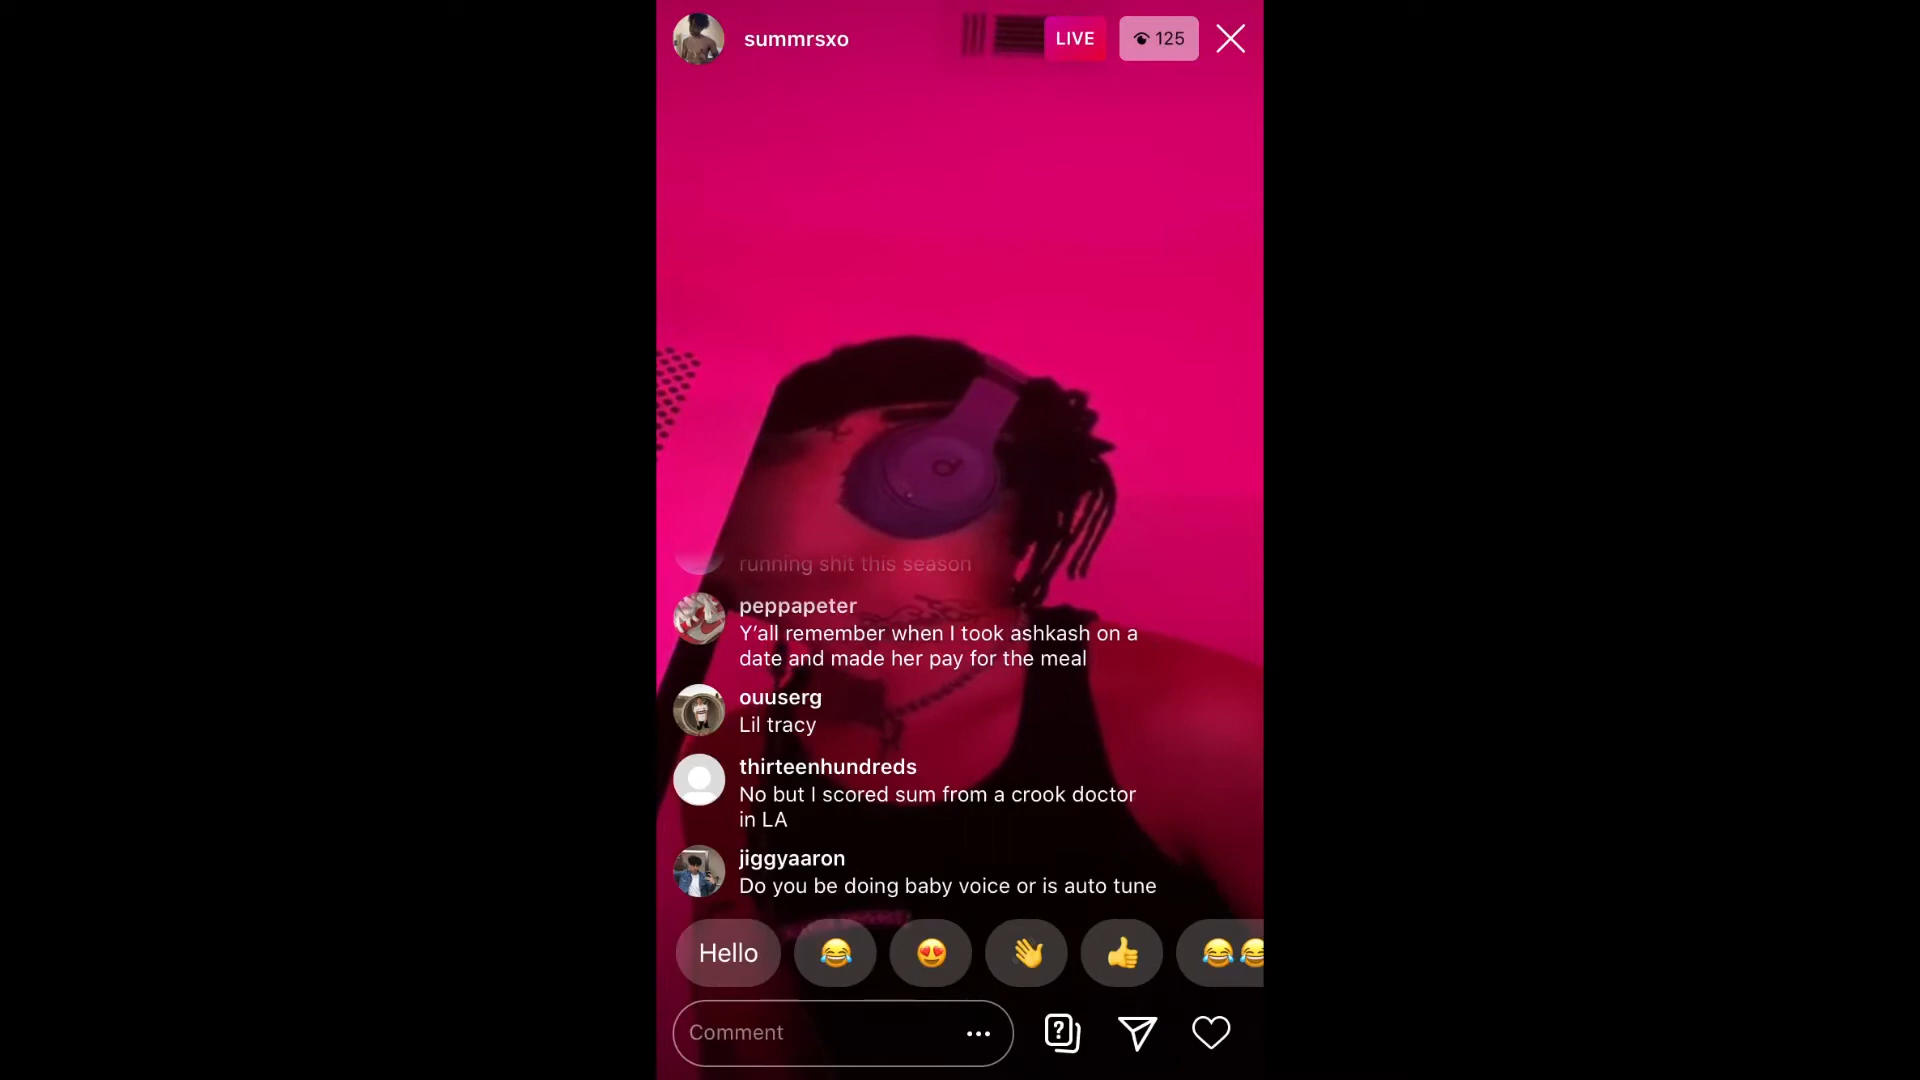 summrsxo
LIVE
125
running shit this season
peppapeter
Y'all remember when I took ashkash on a
date and made her pay for the meal
ouuserg
Lil tracy
thirteenhundreds
No but I scored sum from a crook doctor
in LA
jiggyaaron
Do you be doing baby voice or is auto tune
Hello
Comment